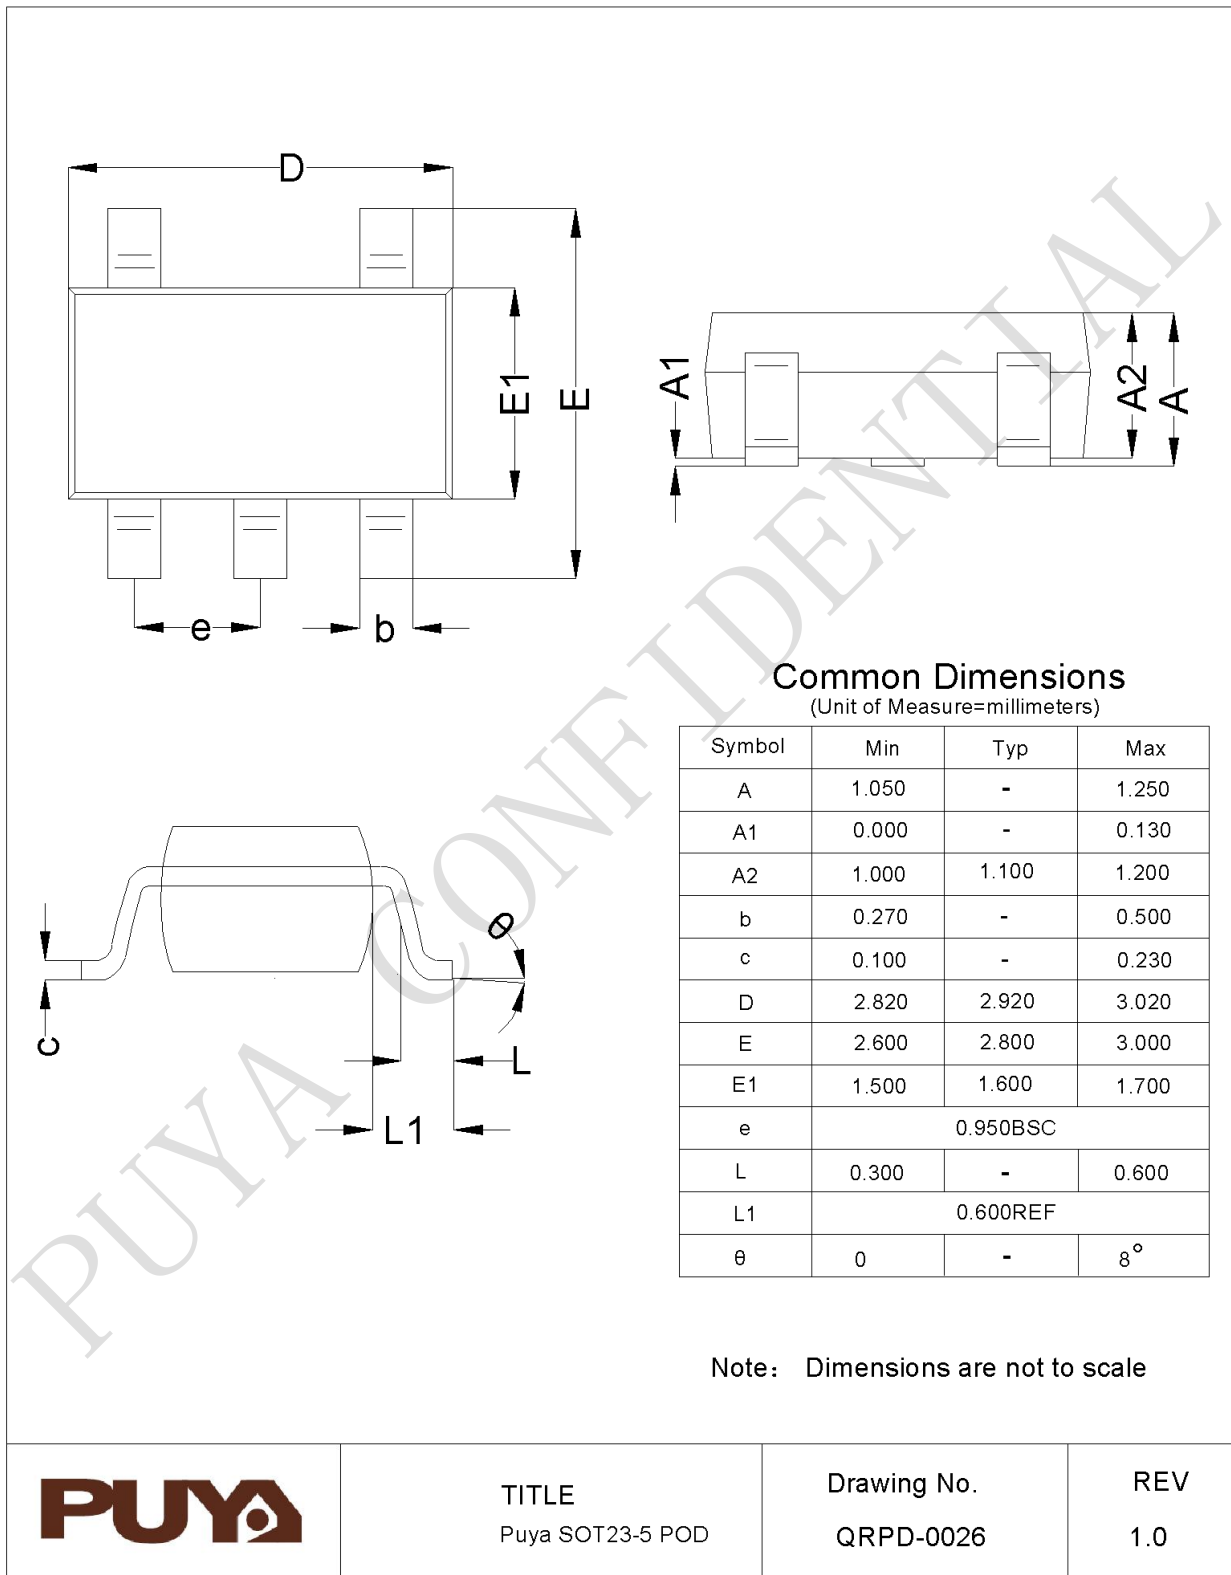 D
E1
E
A1
A2
A
e
b
Common Dimensions
(Unit of Measure=millimeters)
Symbol Min Typ Max
A 1.050 - 1.250
A1 0.000 - 0.130
A2 1.000 1.100 1.200
b 0.270 - 0.500
c 0.100 - 0.230
D 2.820 2.920 3.020
E 2.600 2.800 3.000
E1 1.500 1.600 1.700
e 0.950BSC
L 0.300 - 0.600
L1 0.600REF
θ 0 - 8°
θ
c
L
L1
PUYA CONFIDENTIAL
Note: Dimensions are not to scale
PUYA
TITLE
Puya SOT23-5 POD
Drawing No.
QRPD-0026
REV
1.0